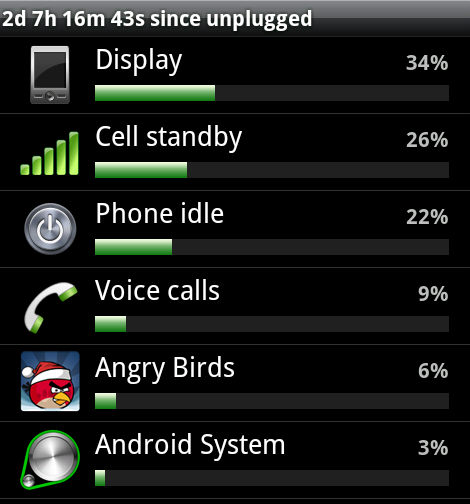 2d 7h 16m 43s since unplugged
Display 34%
Cell standby 26%
Phone idle 22%
Voice calls 9%
Angry Birds 6%
Android System 3%